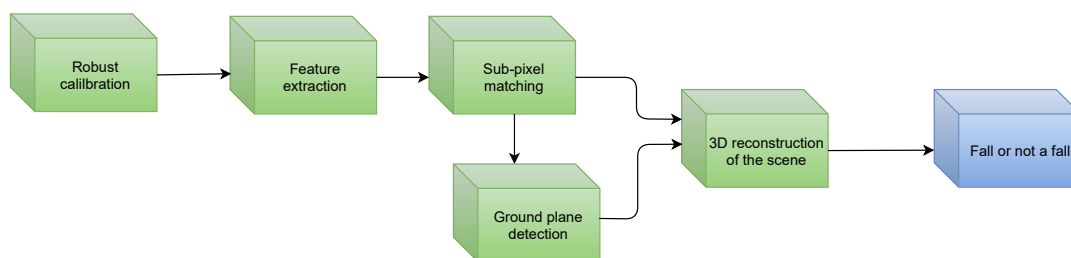 Robust
calilbration
Feature
extraction
Sub-pixel
matching
Ground plane
detection
3D reconstruction
of the scene
Fall or not a fall